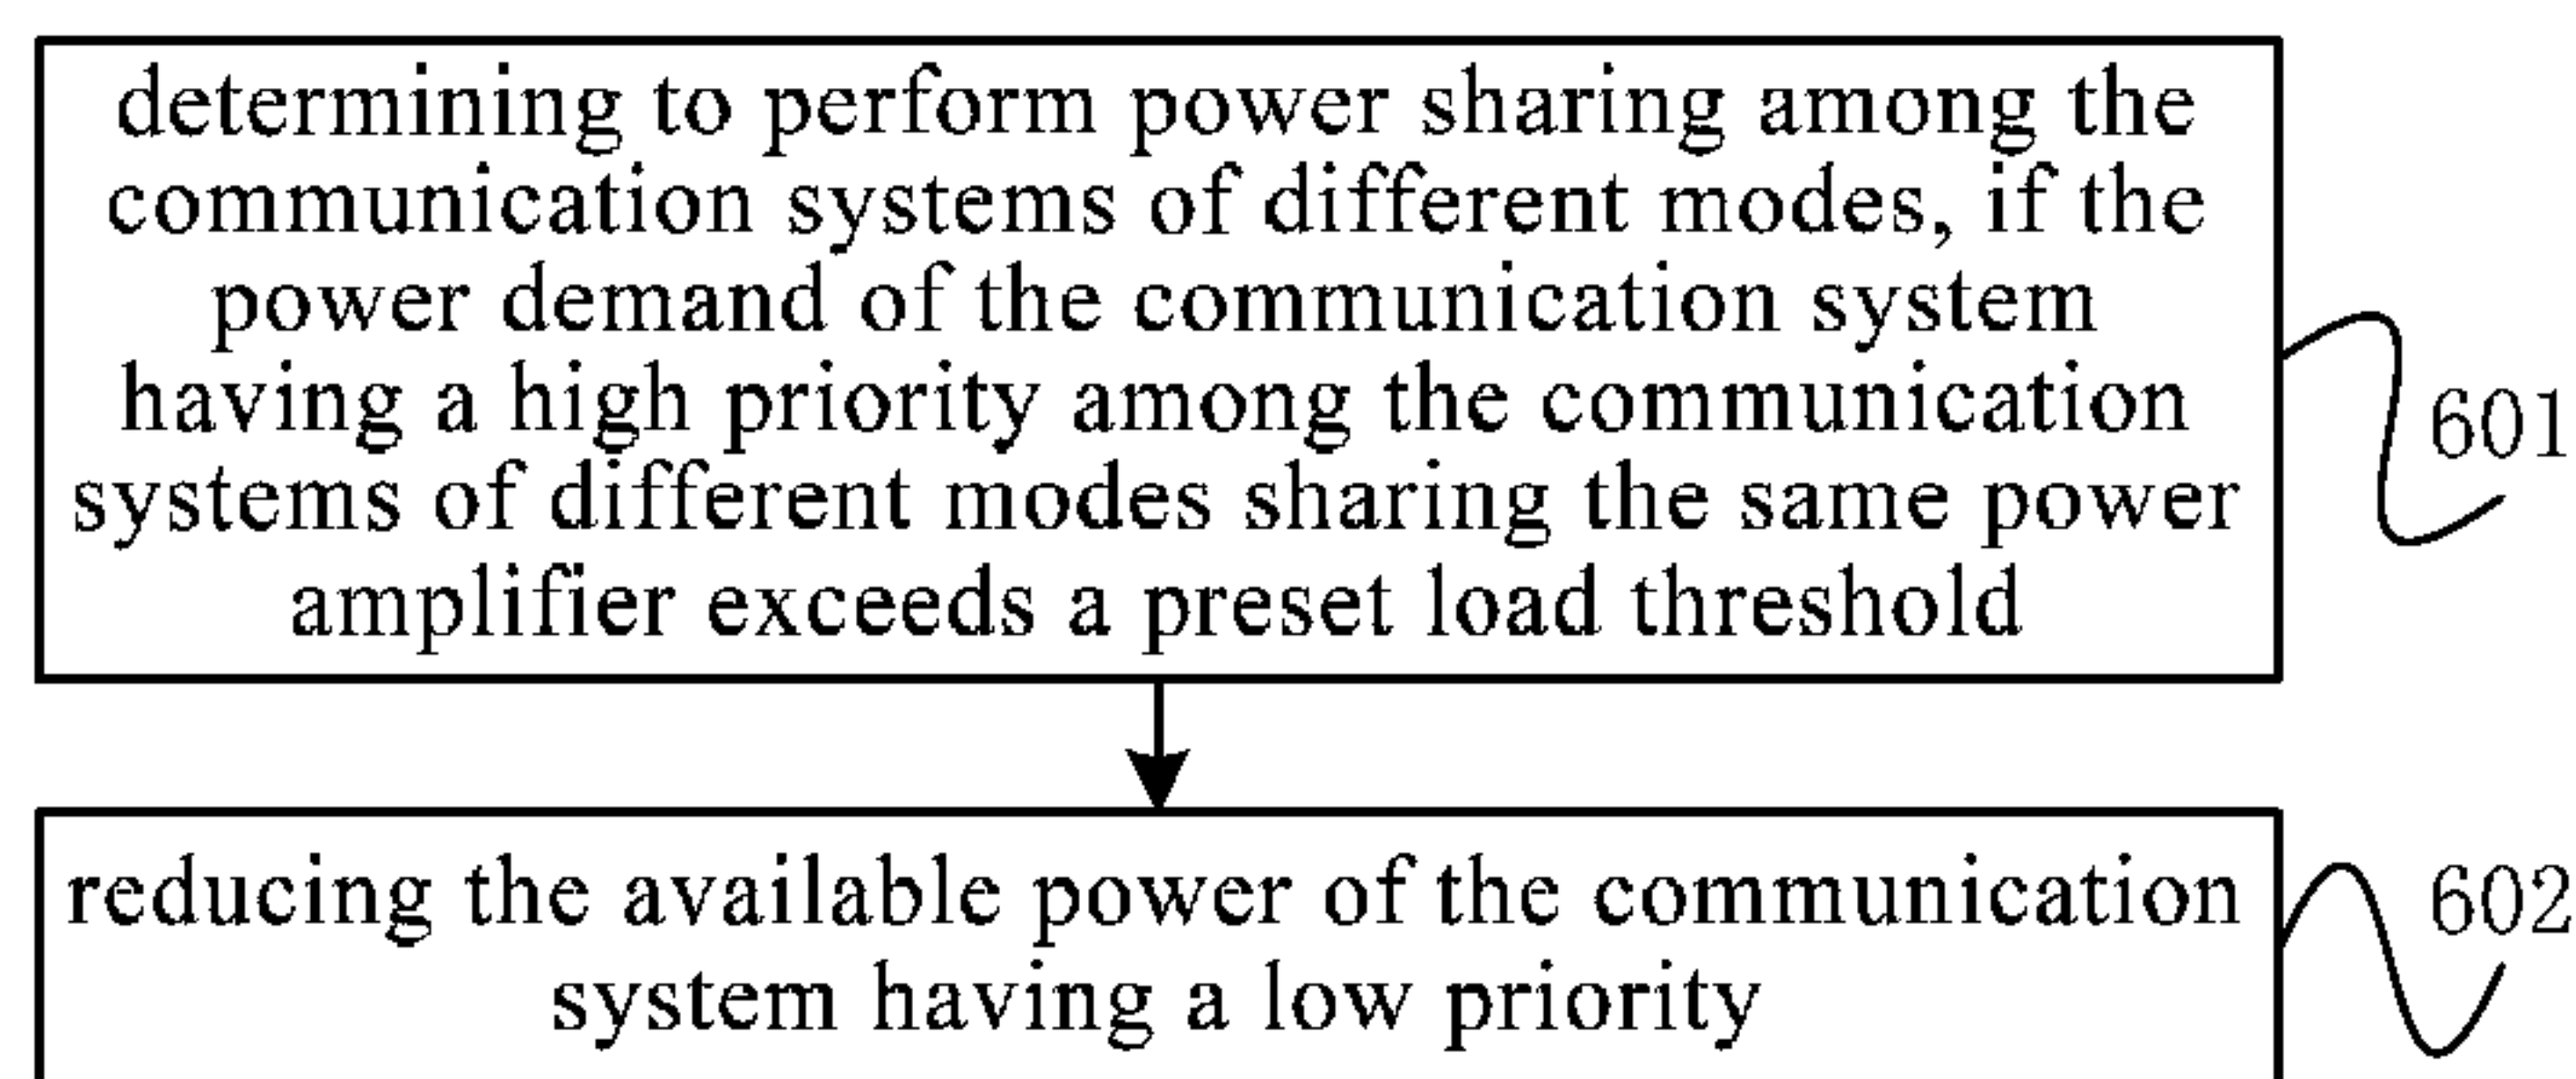 determining to perform power sharing among the
communication systems of different modes, if the
power demand of the communication system
having a high priority among the communication
systems of different modes sharing the same power
amplifier exceeds a preset load threshold
601
reducing the available power of the communication
system having a low priority
602